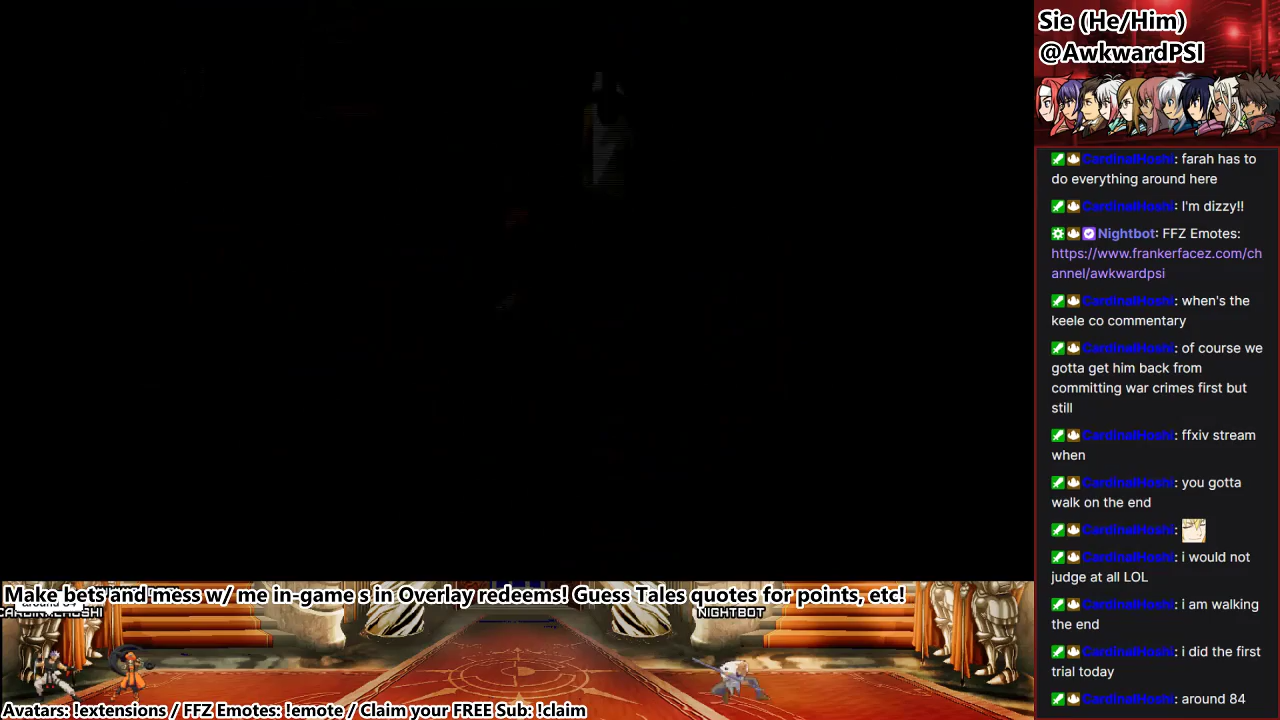 Sie (He/Him)
@AwkwardPSI
CardinalHoshi: farah has to
do everything around here
CardinalHoshi: I'm dizzy!!
Nightbot: FFZ Emotes:
https://www.frankerfacez.com/ch
annel/awkwardpsi
CardinalHoshi: when's the
keele co commentary
CardinalHoshi: of course we
gotta get him back from
committing war crimes first but
still
CardinalHoshi: ffxiv stream
when
CardinalHoshi: you gotta
walk on the end
CardinalHoshi:
CardinalHoshi: i would not
judge at all LOL
CardinalHoshi: i am walking
the end
CardinalHoshi: i did the first
trial today
CardinalHoshi: around 84
Make bets and mess w/ me in-game s in Overlay redeems! Guess Tales quotes for points, etc!
around 84
CARDINALHOSHI
NIGHTBOT
Avatars: !extensions / FFZ Emotes: !emote / Claim your FREE Sub: !claim